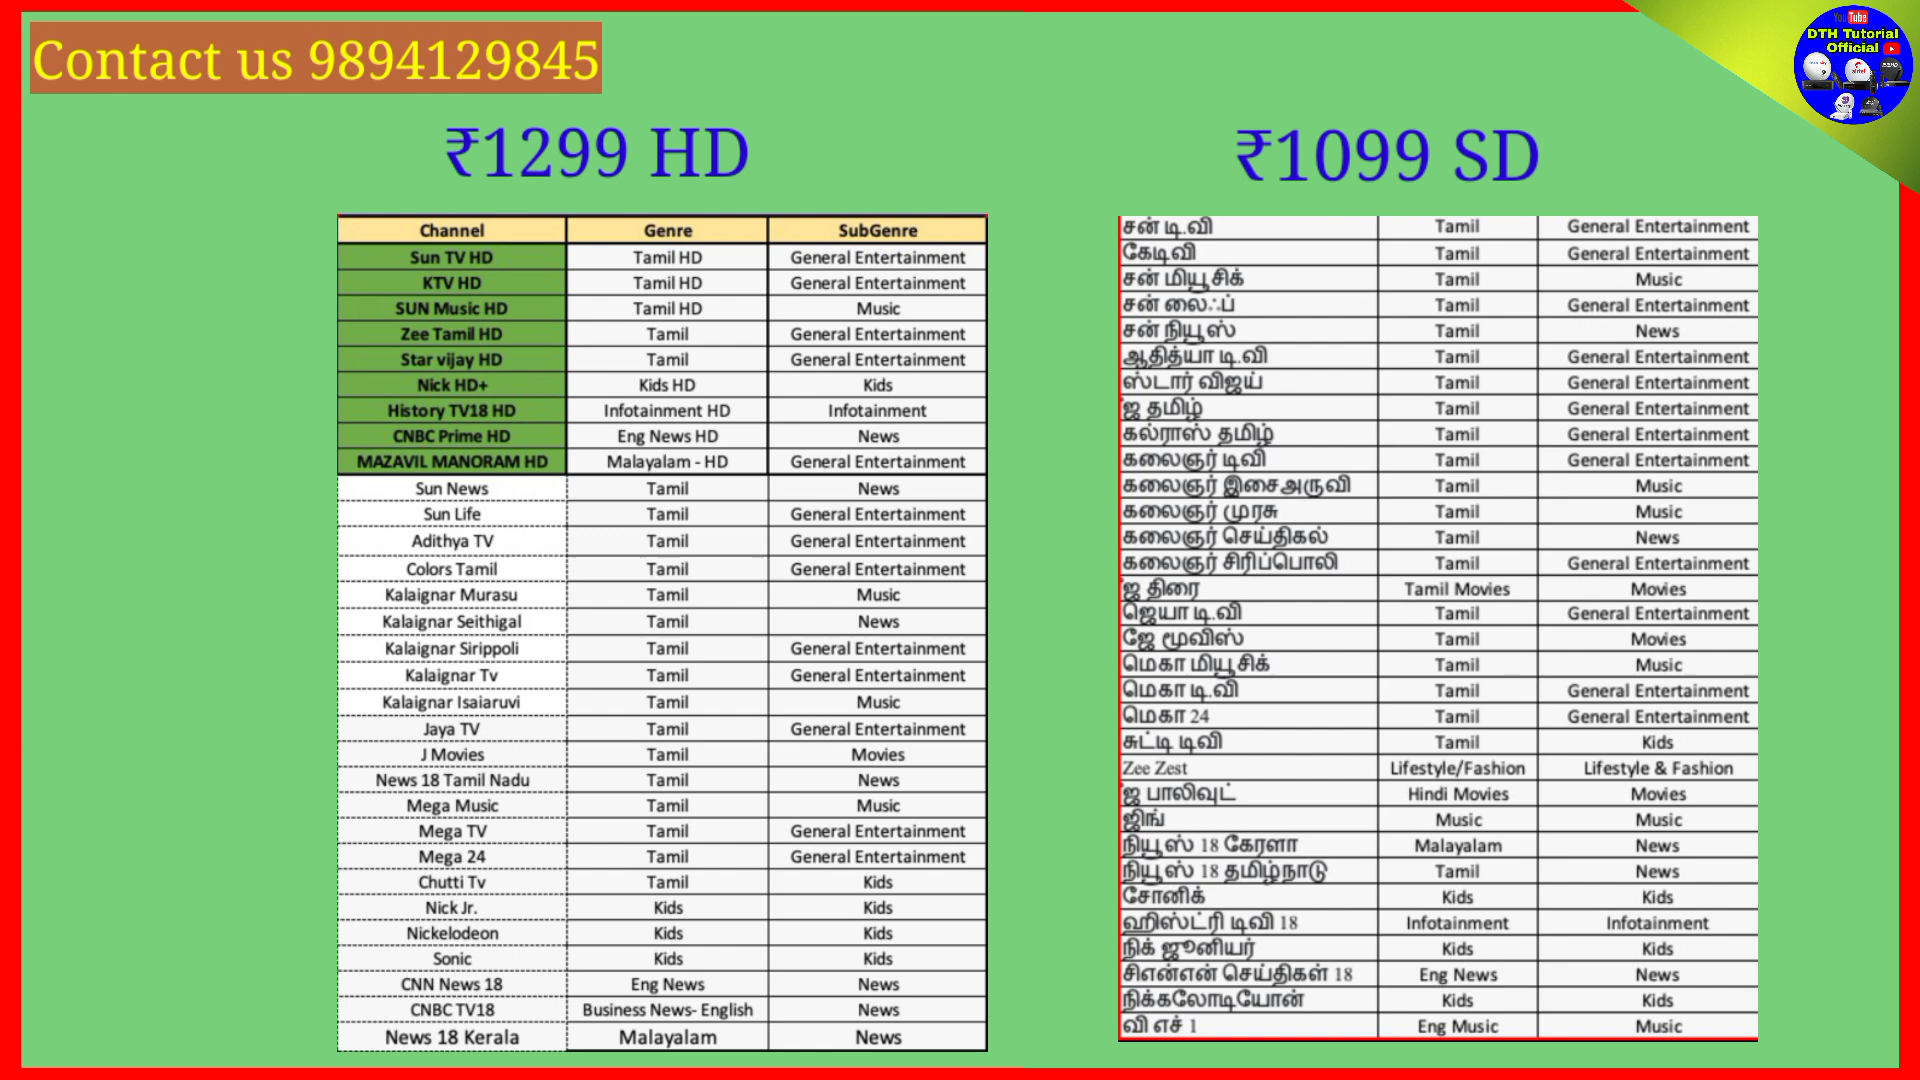 Contact us 9894129845
You Tube
DTH Tutorial
Official
₹1299 HD
₹1099 SD
Channel Genre SubGenre
Sun TV HD Tamil HD General Entertainment
KTV HD Tamil HD General Entertainment
SUN Music HD Tamil HD Music
Zee Tamil HD Tamil General Entertainment
Star vijay HD Tamil General Entertainment
Nick HD+ Kids HD Kids
History TV18 HD Infotainment HD Infotainment
CNBC Prime HD Eng News HD News
MAZAVIL MANORAM HD Malayalam - HD General Entertainment
Sun News Tamil News
Sun Life Tamil General Entertainment
Adithya TV Tamil General Entertainment
Colors Tamil Tamil General Entertainment
Kalaignar Murasu Tamil Music
Kalaignar Seithigal Tamil News
Kalaignar Sirippoli Tamil General Entertainment
Kalaignar Tv Tamil General Entertainment
Kalaignar Isaiaruvi Tamil Music
Jaya TV Tamil General Entertainment
J Movies Tamil Movies
News 18 Tamil Nadu Tamil News
Mega Music Tamil Music
Mega TV Tamil General Entertainment
Mega 24 Tamil General Entertainment
Chutti Tv Tamil Kids
Nick Jr. Kids Kids
Nickelodeon Kids Kids
Sonic Kids Kids
CNN News 18 Eng News News
CNBC TV18 Business News- English News
News 18 Kerala Malayalam News
சன் டி.வி Tamil General Entertainment
கேடிவி Tamil General Entertainment
சன் மியூசிக் Tamil Music
சன் லைஃப் Tamil General Entertainment
சன் நியூஸ் Tamil News
ஆதித்யா டி.வி Tamil General Entertainment
ஸ்டார் விஜய் Tamil General Entertainment
ஜ தமிழ் Tamil General Entertainment
கல்ராஸ் தமிழ் Tamil General Entertainment
கலைஞர் டிவி Tamil General Entertainment
கலைஞர் இசைஅருவி Tamil Music
கலைஞர் முரசு Tamil Music
கலைஞர் செய்திகல் Tamil News
கலைஞர் சிரிப்பொலி Tamil General Entertainment
ஜ திரை Tamil Movies Movies
ஜெயா டி.வி Tamil General Entertainment
ஜே மூவிஸ் Tamil Movies
மெகா மியூசிக் Tamil Music
மெகா டி.வி Tamil General Entertainment
மெகா 24 Tamil General Entertainment
சுட்டி டிவி Tamil Kids
Zee Zest Lifestyle/Fashion Lifestyle & Fashion
ஜ பாலிவுட் Hindi Movies Movies
ஜிங் Music Music
நியூஸ் 18 கேரளா Malayalam News
நியூஸ் 18 தமிழ்நாடு Tamil News
சோனிக் Kids Kids
ஹிஸ்ட்ரி டிவி 18 Infotainment Infotainment
நிக் ஜூனியர் Kids Kids
சிஎன்என் செய்திகள் 18 Eng News News
நிக்கலோடியோன் Kids Kids
வி எச் 1 Eng Music Music